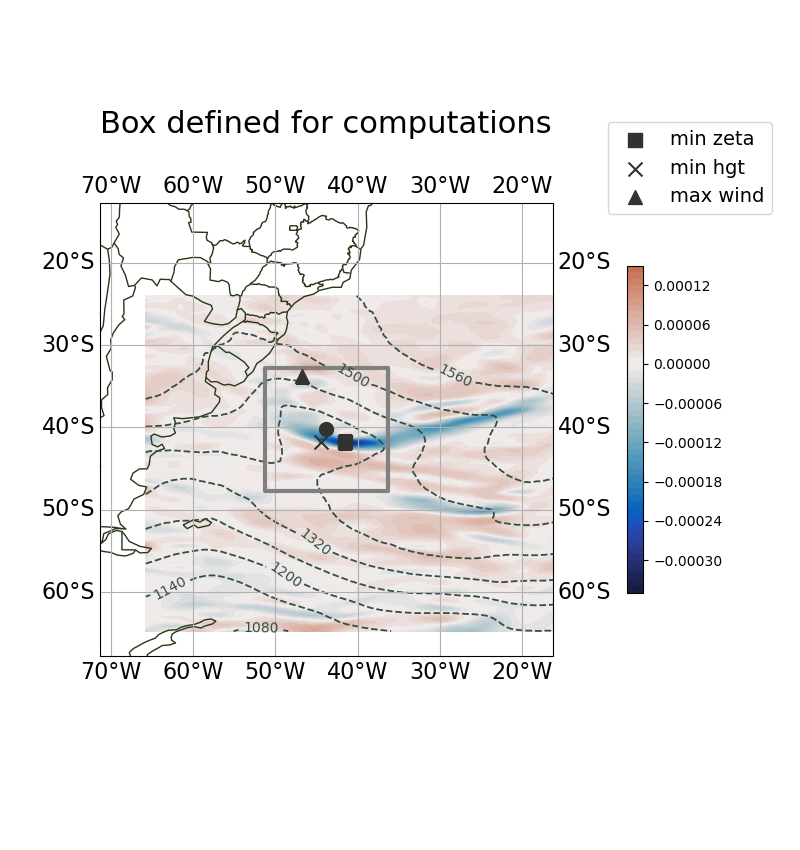 Box defined for computations
min zeta
min hgt
max wind
70°W 60°W 50°W 40°W 30°W 20°W
20°S 20°S
30°S 30°S
40°S 40°S
50°S 50°S
60°S 60°S
1500
1560
1320
1200
1140
1080
70°W 60°W 50°W 40°W 30°W 20°W
0.00012
0.00006
0.00000
−0.00006
−0.00012
−0.00018
−0.00024
−0.00030